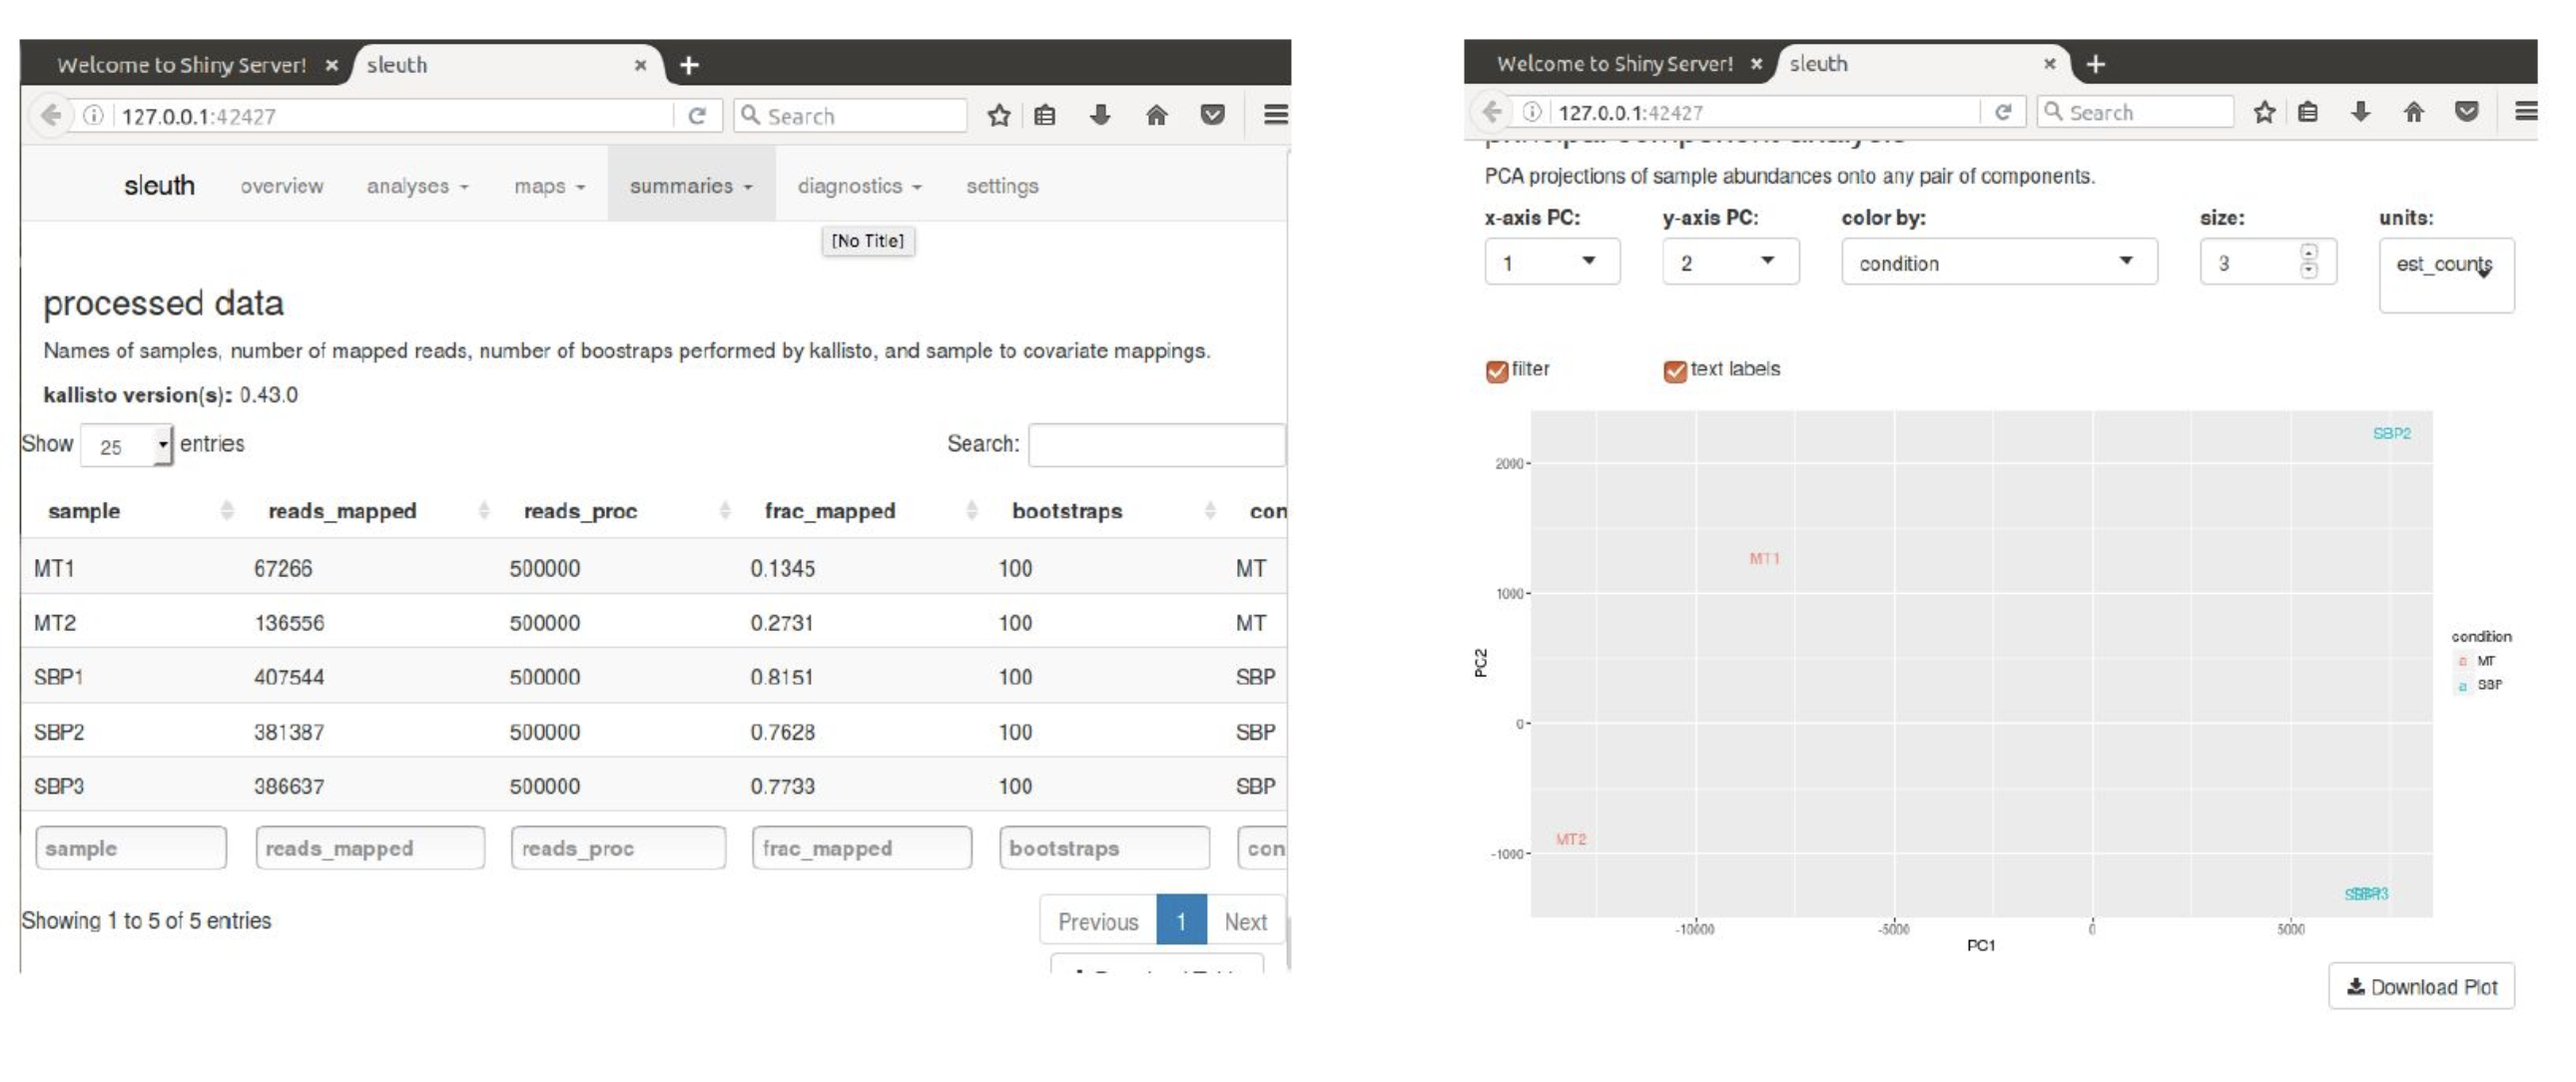 Welcome to Shiny Server! × sleuth × +
127.0.0.1:42427 Search
sleuth overview analyses maps summaries diagnostics settings
[No Title]
processed data
Names of samples, number of mapped reads, number of boostraps performed by kallisto, and sample to covariate mappings.
kallisto version(s): 0.43.0
Show 25 entries Search:
sample reads_mapped reads_proc frac_mapped bootstraps con
MT1 67266 500000 0.1345 100 MT
MT2 136556 500000 0.2731 100 MT
SBP1 407544 500000 0.8151 100 SBP
SBP2 381387 500000 0.7628 100 SBP
SBP3 386637 500000 0.7733 100 SBP
sample reads_mapped reads_proc frac_mapped bootstraps con
Showing 1 to 5 of 5 entries Previous 1 Next
Welcome to Shiny Server! × sleuth × +
127.0.0.1:42427 Search
principal component analysis
PCA projections of sample abundances onto any pair of components.
x-axis PC: y-axis PC: color by: size: units:
1 2 condition 3 est_counts
filter text labels
SBP2
2000
MT1
1000
condition
MT
SBP
PC2
0
MT2
-1000
-10000 -5000 0 5000
PC1
Download Plot